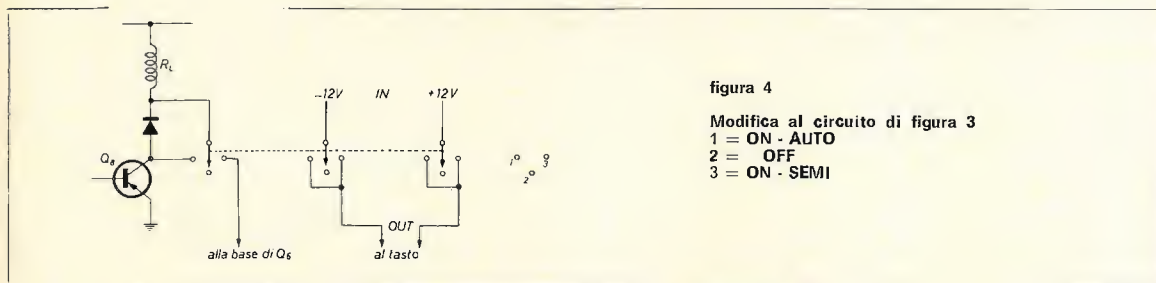 R_L
-12V IN +12V
Q_8
1 3
2
OUT
alla base di Q_6
al tasto
figura 4
Modifica al circuito di figura 3
1 = ON - AUTO
2 = OFF
3 = ON - SEMI